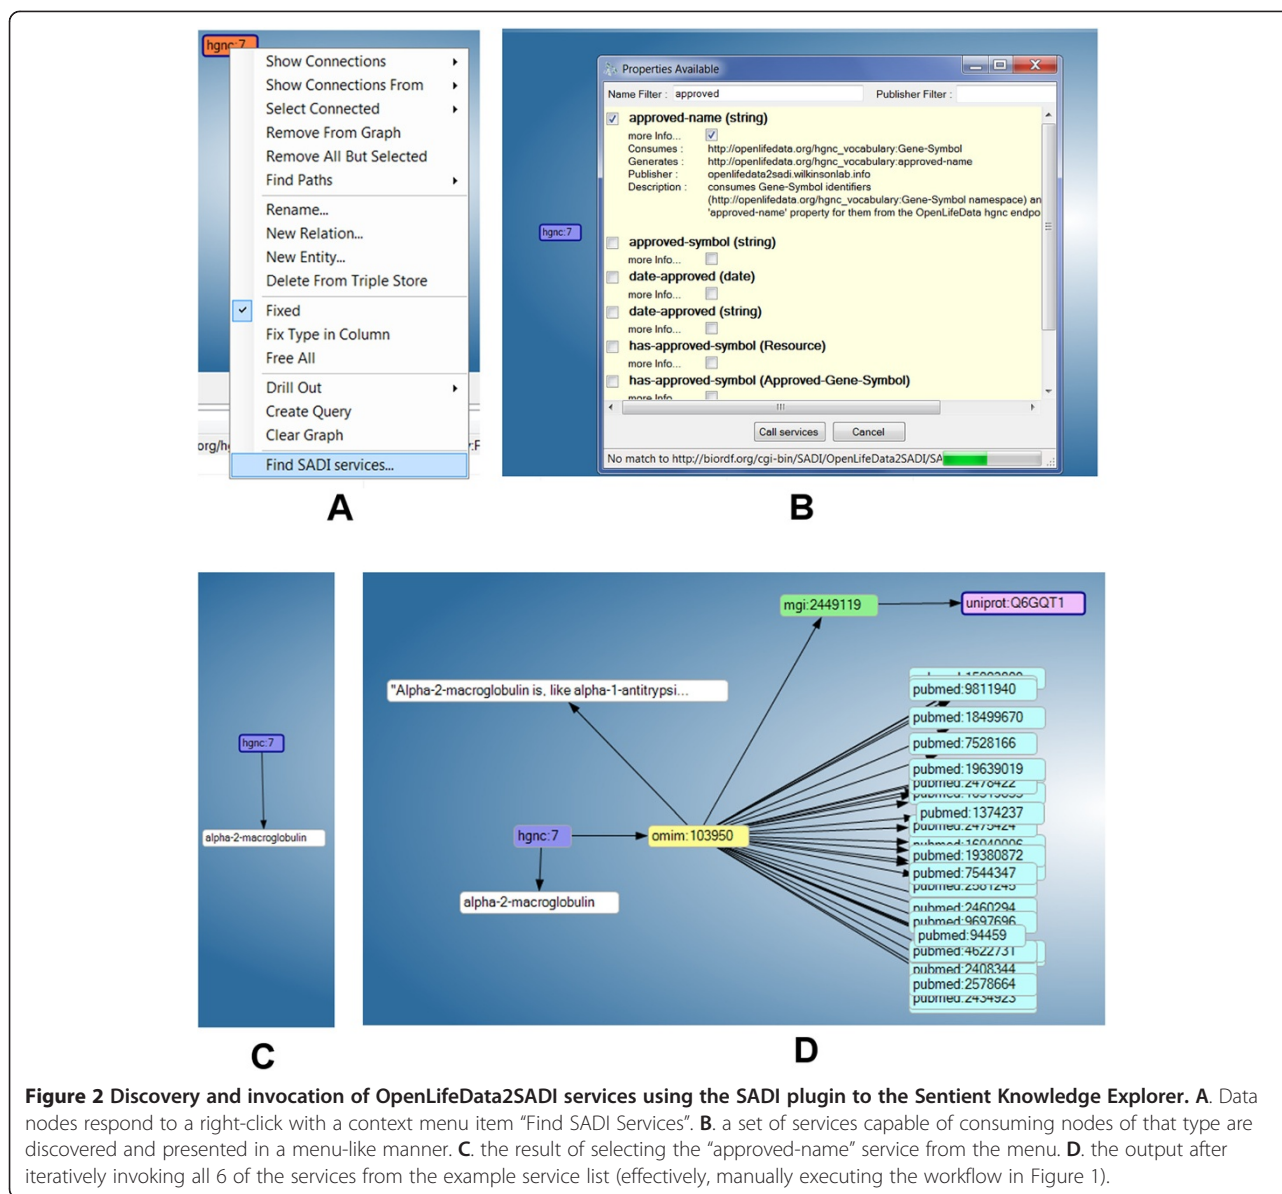 hgnc:7
Show Connections
Show Connections From
Select Connected
Remove From Graph
Remove All But Selected
Find Paths
Rename...
New Relation...
New Entity...
Delete From Triple Store
Fixed
Fix Type in Column
Free All
Drill Out
Create Query
Clear Graph
Find SADI services...
org/h
A
Properties Available
Name Filter : approved
Publisher Filter :
approved-name (string)
more Info...
Consumes : http://openlifedata.org/hgnc_vocabulary:Gene-Symbol
Generates : http://openlifedata.org/hgnc_vocabulary:approved-name
Publisher : openlifedata2sadi.wilkinsonlab.info
Description : consumes Gene-Symbol identifiers
(http://openlifedata.org/hgnc_vocabulary:Gene-Symbol namespace) an
'approved-name' property for them from the OpenLifeData hgnc endpo
approved-symbol (string)
more Info...
date-approved (date)
more Info...
date-approved (string)
more Info...
has-approved-symbol (Resource)
more Info...
has-approved-symbol (Approved-Gene-Symbol)
more Info...
Call services
Cancel
No match to http://biordf.org/cgi-bin/SADI/OpenLifeData2SADI/SA
hgnc:7
B
hgnc:7
alpha-2-macroglobulin
C
mgi:2449119
uniprot:Q6GQT1
"Alpha-2-macroglobulin is, like alpha-1-antitrypsi...
hgnc:7
omim:103950
alpha-2-macroglobulin
pubmed:9811940
pubmed:18499670
pubmed:7528166
pubmed:19639019
pubmed:2478422
pubmed:1374237
pubmed:2475424
pubmed:19380872
pubmed:7544347
pubmed:2581245
pubmed:2460294
pubmed:9697696
pubmed:94459
pubmed:4622731
pubmed:2408344
pubmed:2578664
pubmed:2434923
D
Figure 2 Discovery and invocation of OpenLifeData2SADI services using the SADI plugin to the Sentient Knowledge Explorer. A. Data
nodes respond to a right-click with a context menu item “Find SADI Services”. B. a set of services capable of consuming nodes of that type are
discovered and presented in a menu-like manner. C. the result of selecting the “approved-name” service from the menu. D. the output after
iteratively invoking all 6 of the services from the example service list (effectively, manually executing the workflow in Figure 1).